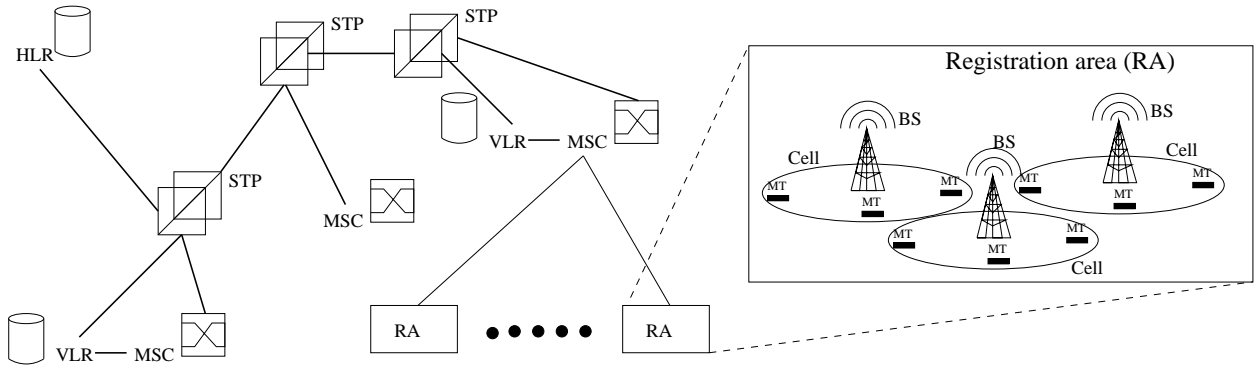 STP
STP
HLR
Registration area (RA)
BS
BS
BS
Cell
Cell
VLR
MSC
STP
MT
MT
MT
MT
MT
MT
MSC
MT
MT
MT
Cell
RA
RA
VLR
MSC